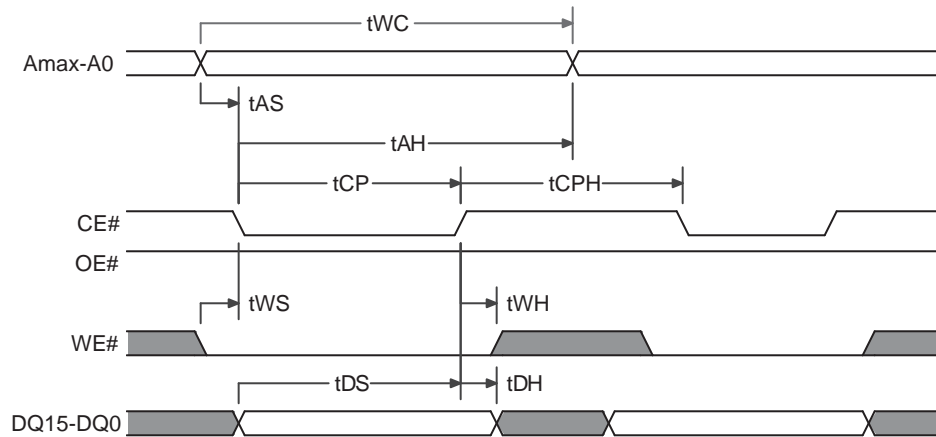 tWC
Amax-A0
tAS
tAH
tCP
tCPH
CE#
OE#
tWS
tWH
WE#
tDS
tDH
DQ15-DQ0